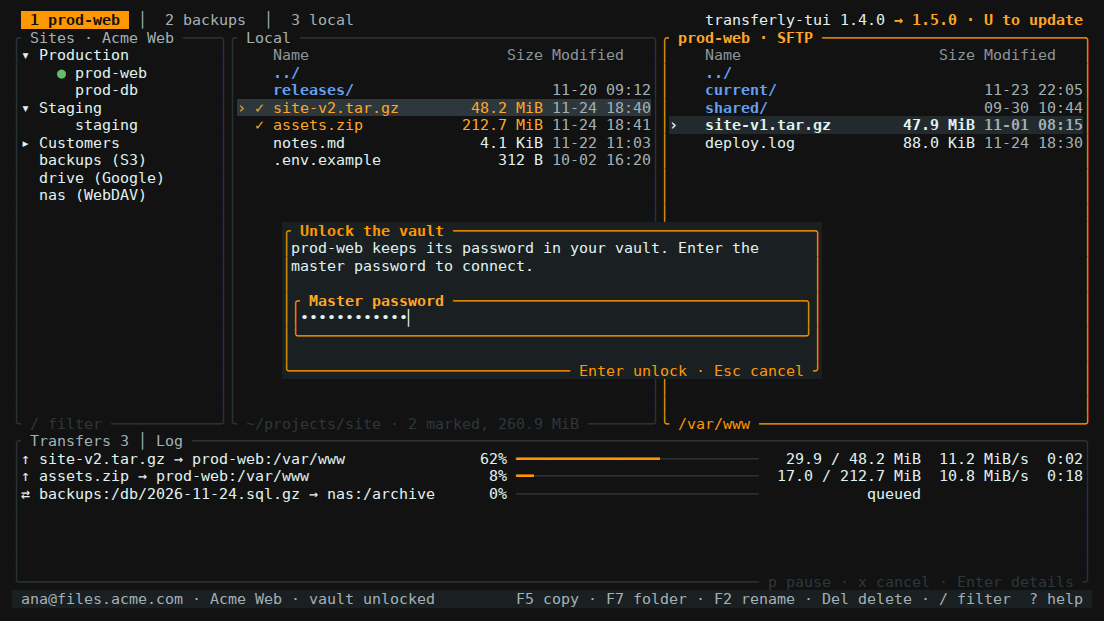 1 prod-web │ 2 backups │ 3 local transferly-tui 1.4.0 → 1.5.0 · U to update
Sites · Acme Web
▾ Production
● prod-web
prod-db
▾ Staging
staging
▸ Customers
backups (S3)
drive (Google)
nas (WebDAV)
/ filter
Local
Name Size Modified
../
releases/ 11-20 09:12
› ✓ site-v2.tar.gz 48.2 MiB 11-24 18:40
✓ assets.zip 212.7 MiB 11-24 18:41
notes.md 4.1 KiB 11-22 11:03
.env.example 312 B 10-02 16:20
~/projects/site · 2 marked, 260.9 MiB
prod-web · SFTP
Name Size Modified
../
current/ 11-23 22:05
shared/ 09-30 10:44
› site-v1.tar.gz 47.9 MiB 11-01 08:15
deploy.log 88.0 KiB 11-24 18:30
/var/www
Unlock the vault
prod-web keeps its password in your vault. Enter the
master password to connect.
Master password
••••••••••••
Enter unlock · Esc cancel
Transfers 3 │ Log
↑ site-v2.tar.gz → prod-web:/var/www 62% 29.9 / 48.2 MiB 11.2 MiB/s 0:02
↑ assets.zip → prod-web:/var/www 8% 17.0 / 212.7 MiB 10.8 MiB/s 0:18
⇄ backups:/db/2026-11-24.sql.gz → nas:/archive 0% queued
p pause · x cancel · Enter details
ana@files.acme.com · Acme Web · vault unlocked F5 copy · F7 folder · F2 rename · Del delete · / filter ? help